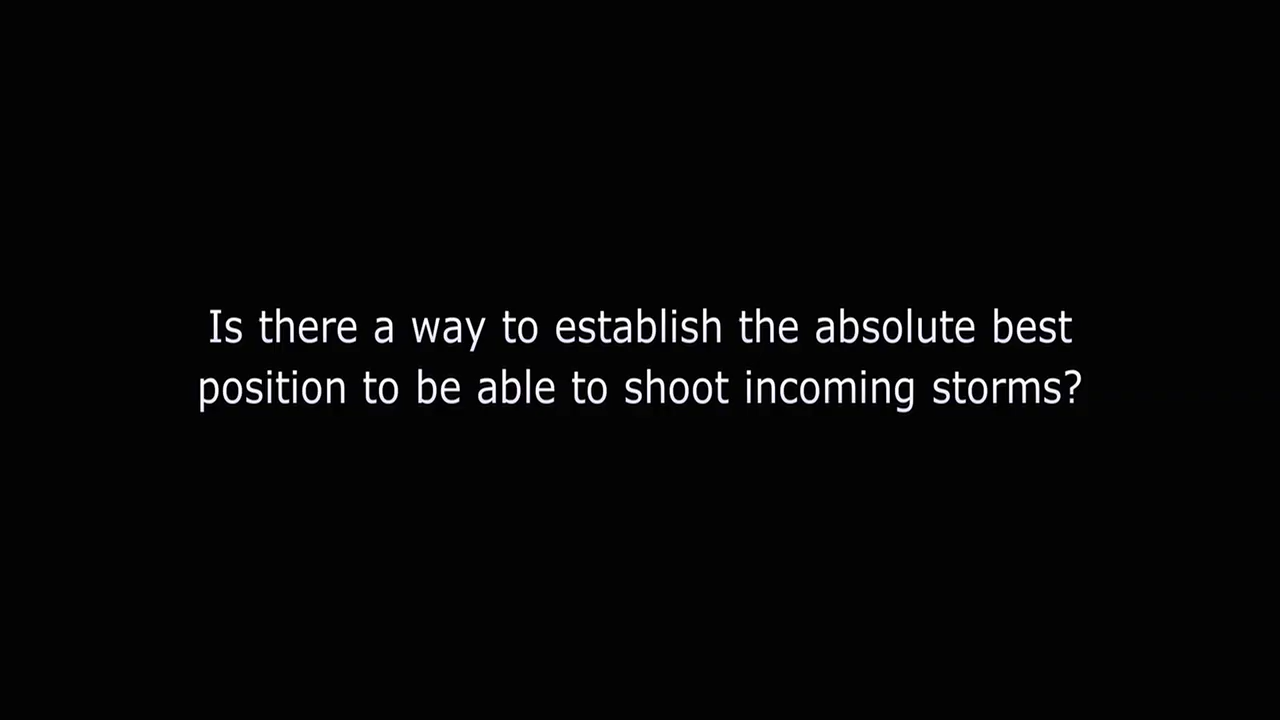 Is there a way to establish the absolute best
position to be able to shoot incoming storms?